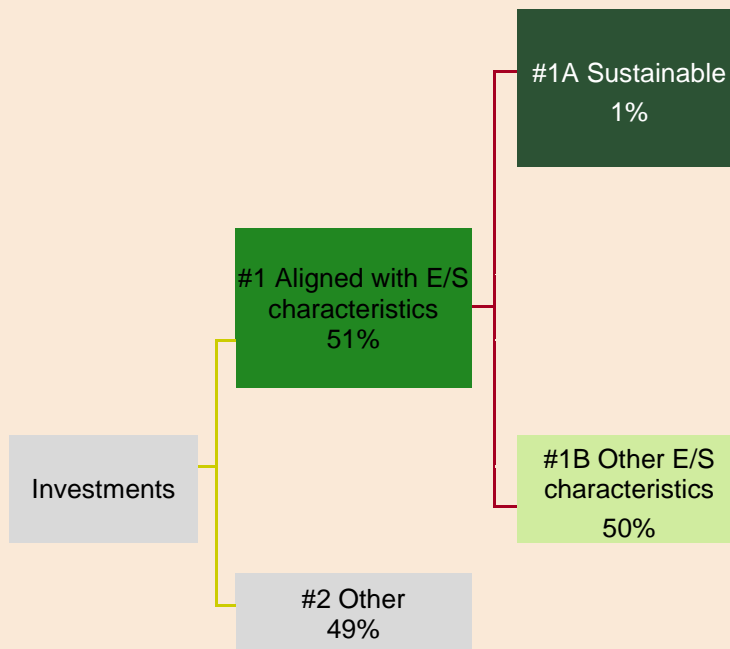 #1A Sustainable
1%
#1 Aligned with E/S
characteristics
51%
Investments
#1B Other E/S
characteristics
50%
#2 Other
49%